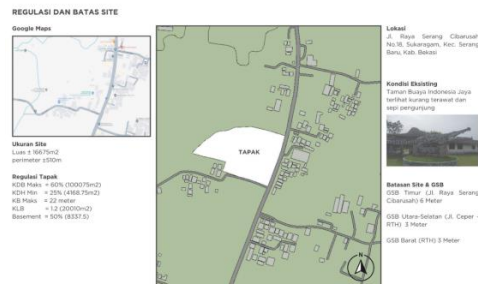 REGULASI DAN BATAS SITE
Google Maps
Ukuran Site
Luas ± 16675m2
perimeter ±510m
Regulasi Tapak
KDB Maks = 60% (100075m2)
KDH Min = 25% (4168.75m2)
KB Maks = 22 meter
KLB = 1.2 (20010m2)
Basement = 50% (8337.5)
TAPAK
N
Lokasi
Jl. Raya Serang Cibarusah
No.18, Sukaragam, Kec. Serang
Baru, Kab. Bekasi
Kondisi Eksisting
Taman Buaya Indonesia Jaya
terlihat kurang terawat dan
sepi pengunjung
Batasan Site & GSB
GSB Timur (Jl. Raya Serang
Cibarusah) 6 Meter
GSB Utara-Selatan (Jl. Ceper -
RTH) 3 Meter
GSB Barat (RTH) 3 Meter